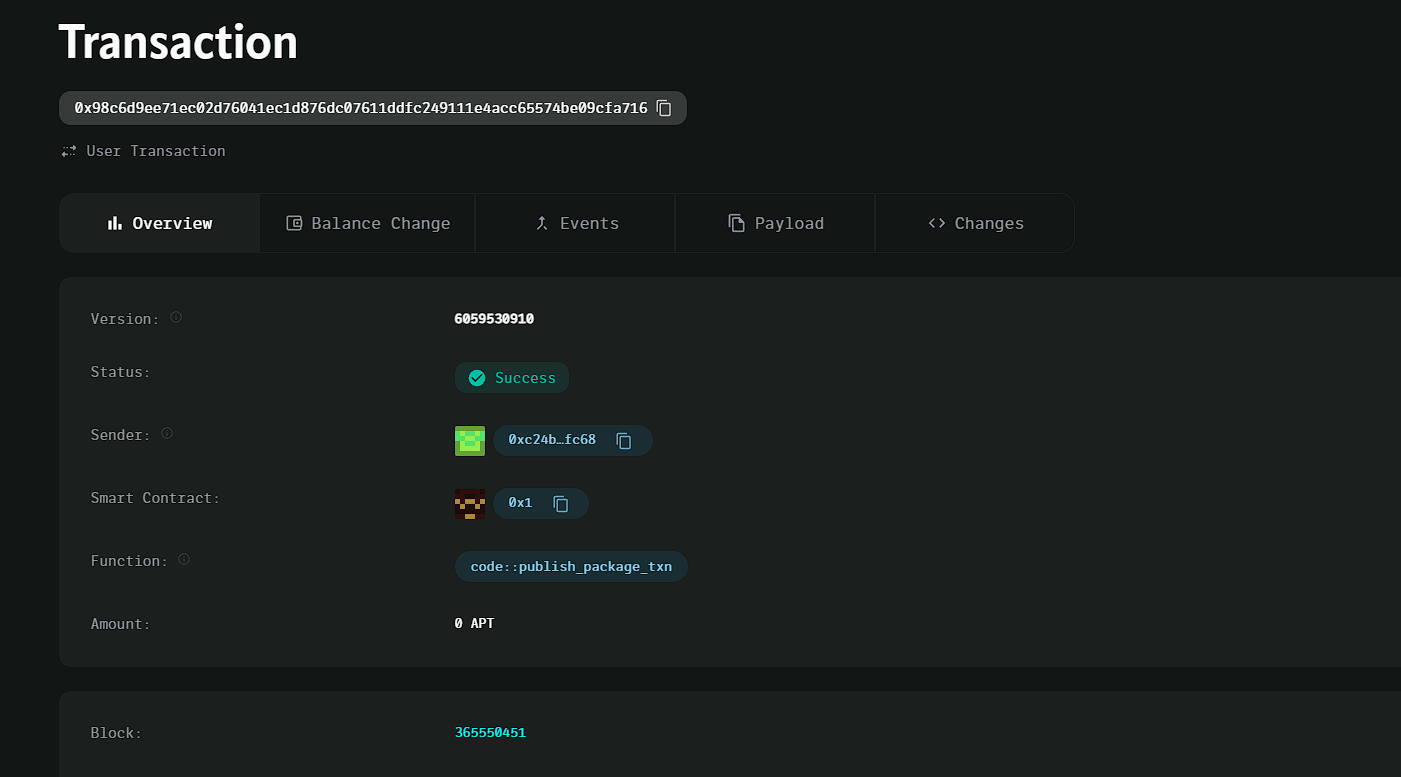 Transaction
0x98c6d9ee71ec02d76041ec1d876dc07611ddfc249111e4acc65574be09cfa716
User Transaction
Overview Balance Change Events Payload Changes
Version: 6059530910
Status: Success
Sender: 0xc24b…fc68
Smart Contract: 0x1
Function: code::publish_package_txn
Amount: 0 APT
Block: 365550451